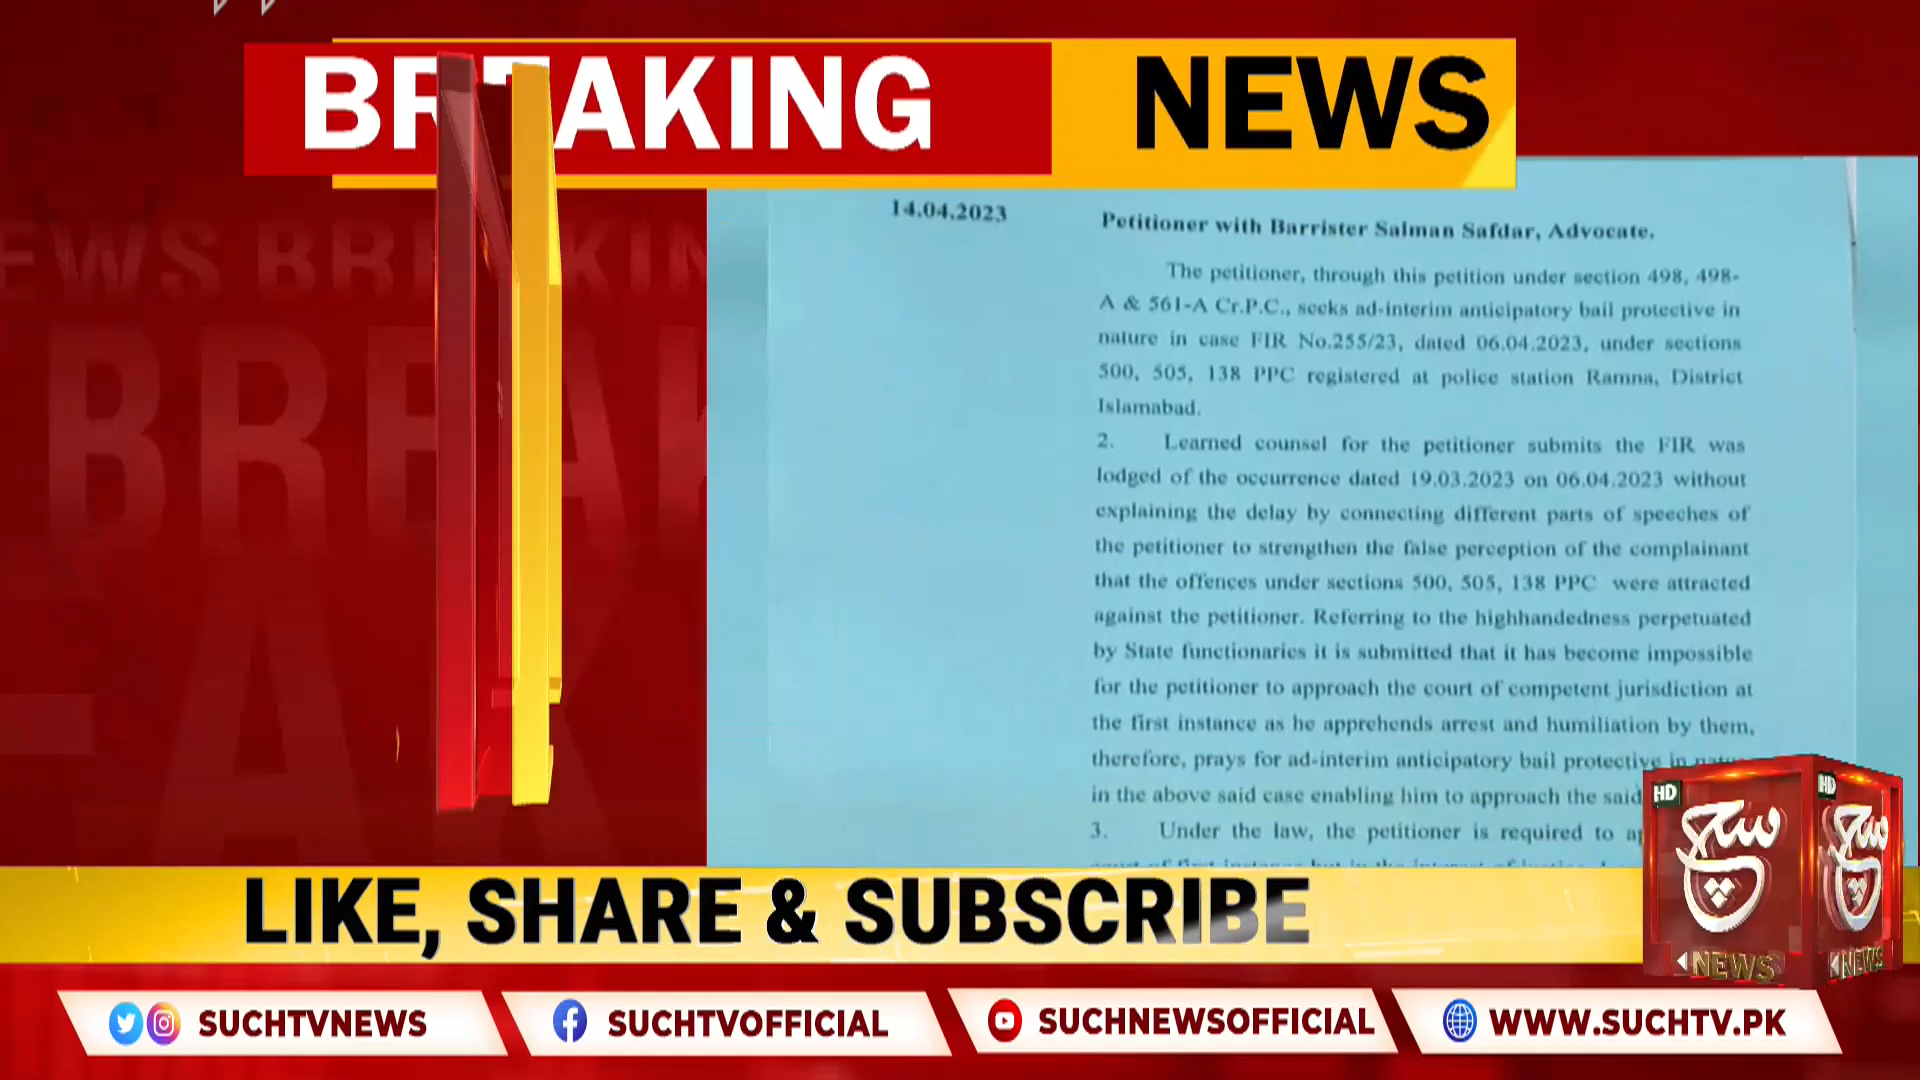 BREAKING NEWS
EWS BREAKING
BREAK
14.04.2023
Petitioner with Barrister Salman Safdar, Advocate.
The petitioner, through this petition under section 498, 498-
A & 561-A Cr.P.C., seeks ad-interim anticipatory bail protective in
nature in case FIR No.255/23, dated 06.04.2023, under sections
500, 505, 138 PPC registered at police station Ramna, District
Islamabad.
2. Learned counsel for the petitioner submits the FIR was
lodged of the occurrence dated 19.03.2023 on 06.04.2023 without
explaining the delay by connecting different parts of speeches of
the petitioner to strengthen the false perception of the complainant
that the offences under sections 500, 505, 138 PPC were attracted
against the petitioner. Referring to the highhandedness perpetuated
by State functionaries it is submitted that it has become impossible
for the petitioner to approach the court of competent jurisdiction at
the first instance as he apprehends arrest and humiliation by them,
therefore, prays for ad-interim anticipatory bail protective in
in the above said case enabling him to approach the said
3. Under the law, the petitioner is required to
LIKE, SHARE & SUBSCRIBE
HD HD
سچ سچ
NEWS NEWS
SUCHTVNEWS
SUCHTVOFFICIAL
SUCHNEWSOFFICIAL
WWW.SUCHTV.PK